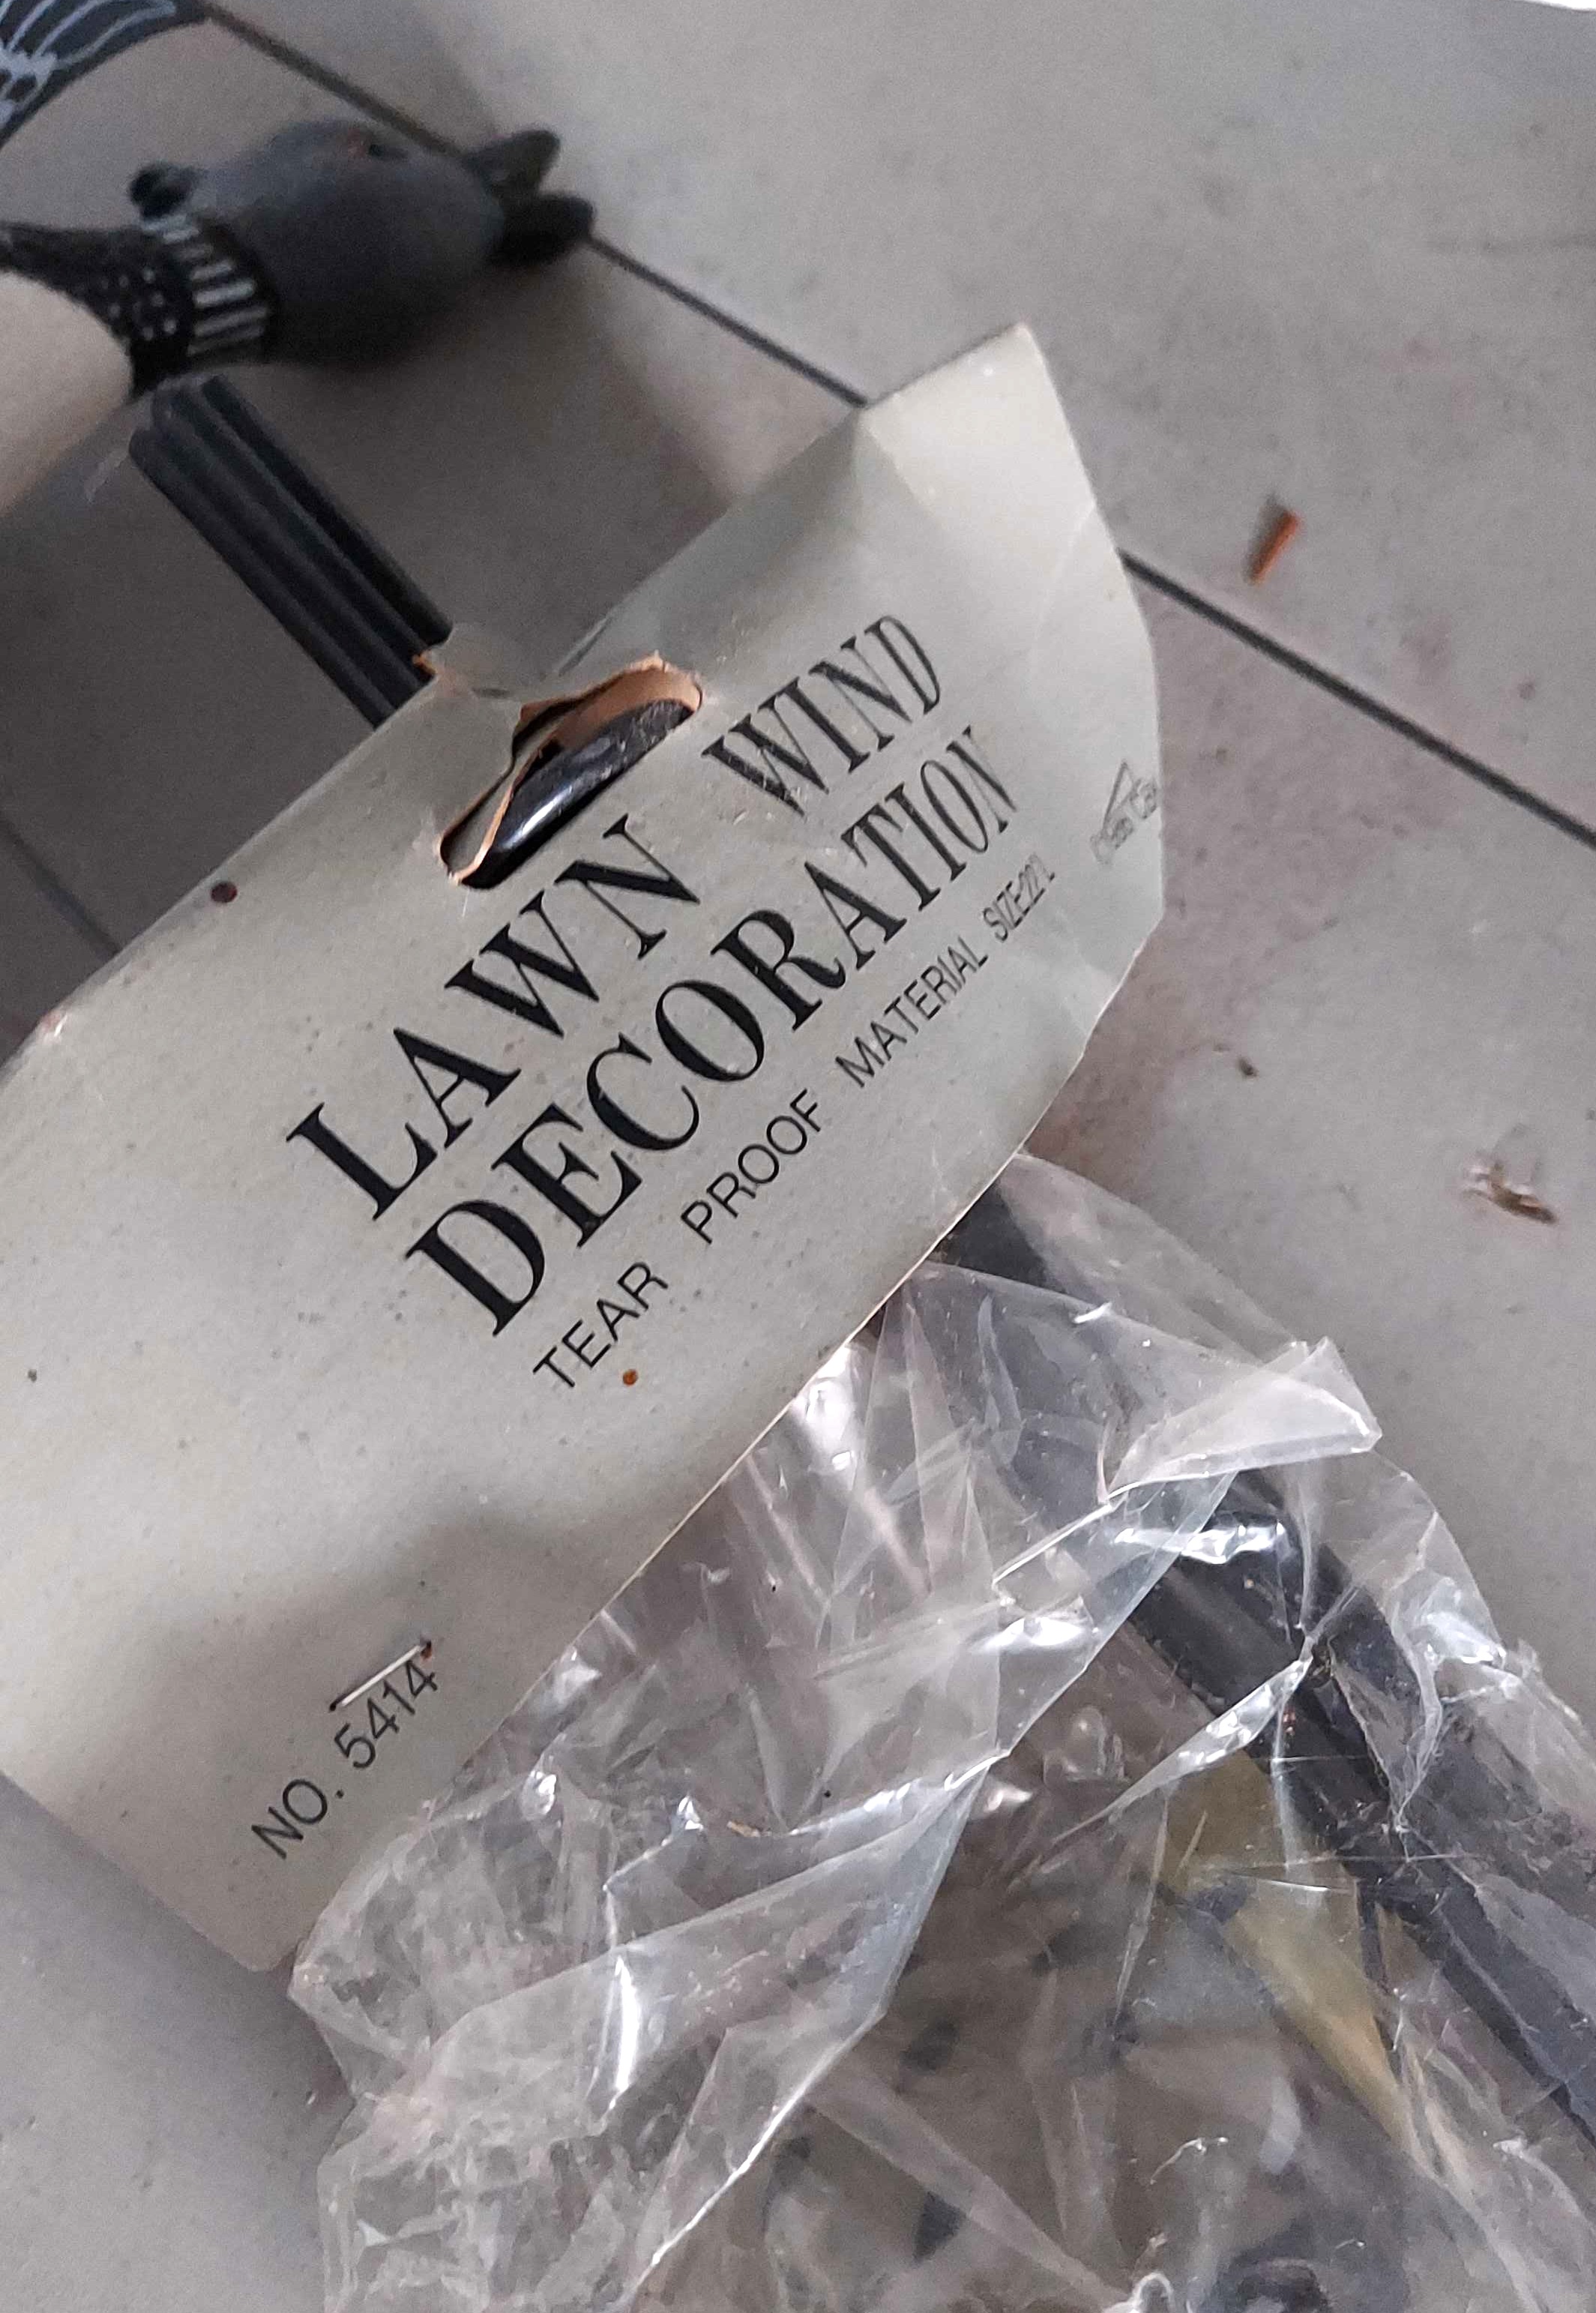 LAWN WIND
DECORATION
TEAR PROOF MATERIAL SIZE:22"L
NO. 5414